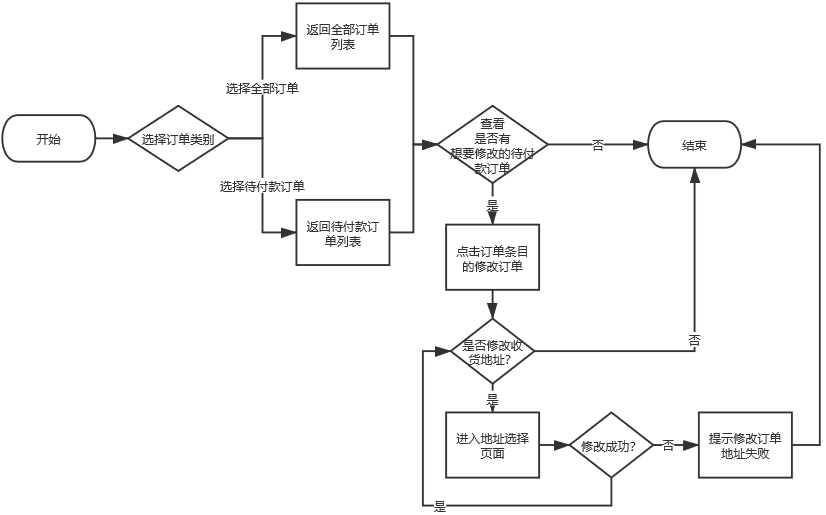 返回全部订单
列表
选择全部订单
开始
选择订单类别
查看
是否有
想要修改的待付
款订单
否
结束
选择待付款订单
返回待付款订
单列表
是
点击订单条目
的修改订单
是否修改收
货地址?
否
是
进入地址选择
页面
修改成功?
否
提示修改订单
地址失败
是